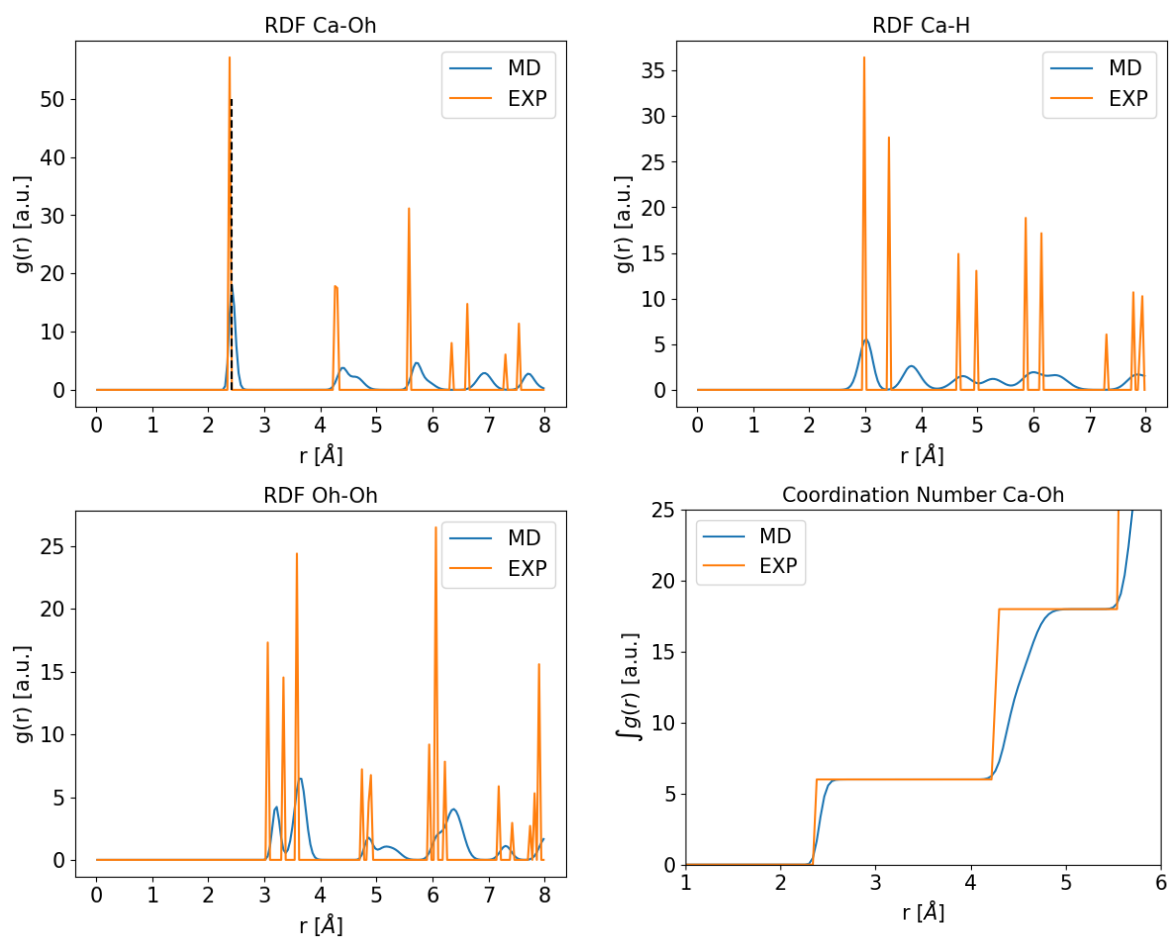 RDF Ca-Oh
g(r) [a.u.]
50
40
30
20
10
0
MD
EXP
0 1 2 3 4 5 6 7 8
r [Å]
RDF Ca-H
g(r) [a.u.]
35
30
25
20
15
10
5
0
MD
EXP
0 1 2 3 4 5 6 7 8
r [Å]
RDF Oh-Oh
g(r) [a.u.]
25
20
15
10
5
0
MD
EXP
0 1 2 3 4 5 6 7 8
r [Å]
Coordination Number Ca-Oh
∫g(r) [a.u.]
25
20
15
10
5
0
MD
EXP
1 2 3 4 5 6
r [Å]